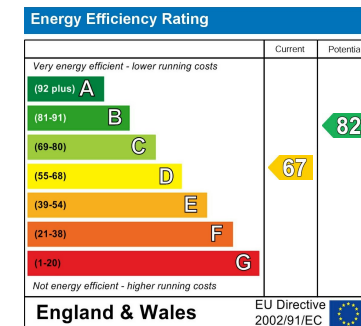 Energy Efficiency Rating
Current Potentia
Very energy efficient - lower running costs
(92 plus) A
(81-91) B
82
(69-80) C
(55-68) D
67
(39-54) E
(21-38) F
(1-20) G
Not energy efficient - higher running costs
England & Wales
EU Directive
2002/91/EC